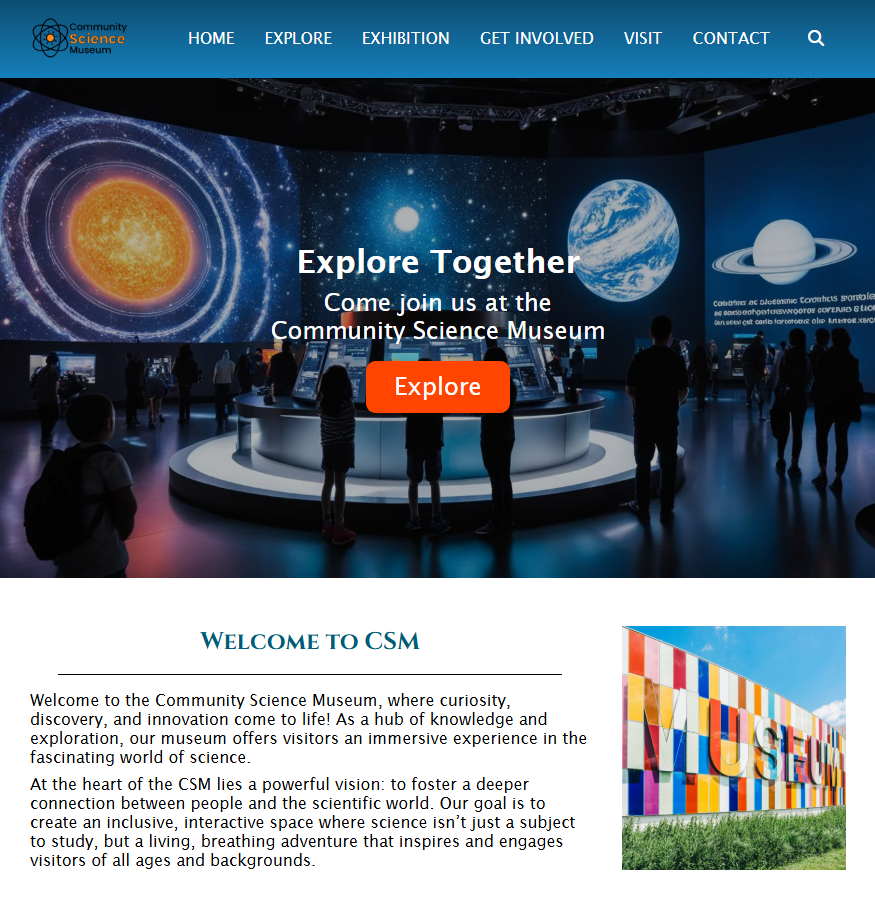 Community
Science
Museum
HOME EXPLORE EXHIBITION GET INVOLVED VISIT CONTACT
Explore Together
Come join us at the
Community Science Museum
Explore
Welcome to CSM
Welcome to the Community Science Museum, where curiosity,
discovery, and innovation come to life! As a hub of knowledge and
exploration, our museum offers visitors an immersive experience in the
fascinating world of science.
At the heart of the CSM lies a powerful vision: to foster a deeper
connection between people and the scientific world. Our goal is to
create an inclusive, interactive space where science isn’t just a subject
to study, but a living, breathing adventure that inspires and engages
visitors of all ages and backgrounds.
MUSEUM